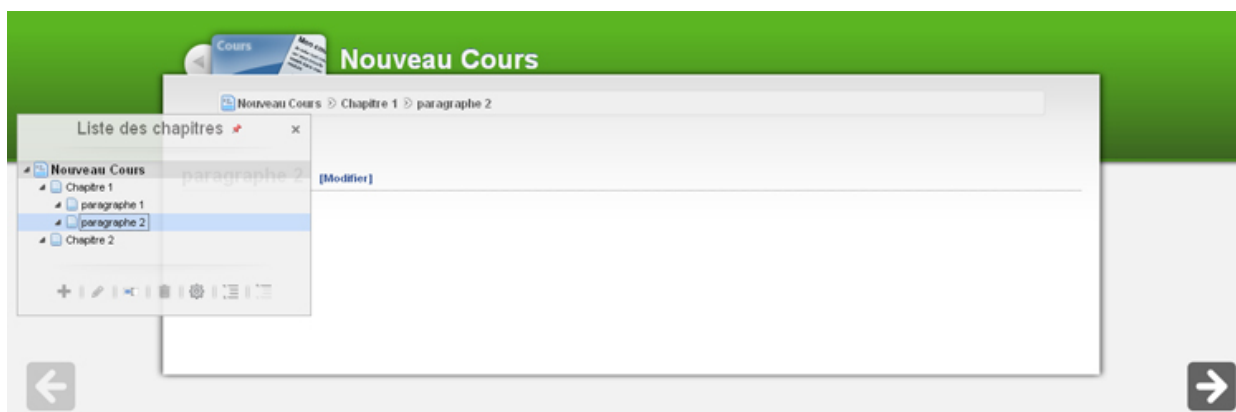 Cours
Nouveau Cours
Nouveau Cours > Chapitre 1 > paragraphe 2
Liste des chapitres
Nouveau Cours
Chapitre 1
paragraphe 1
paragraphe 2
Chapitre 2
paragraphe 2 [Modifier]